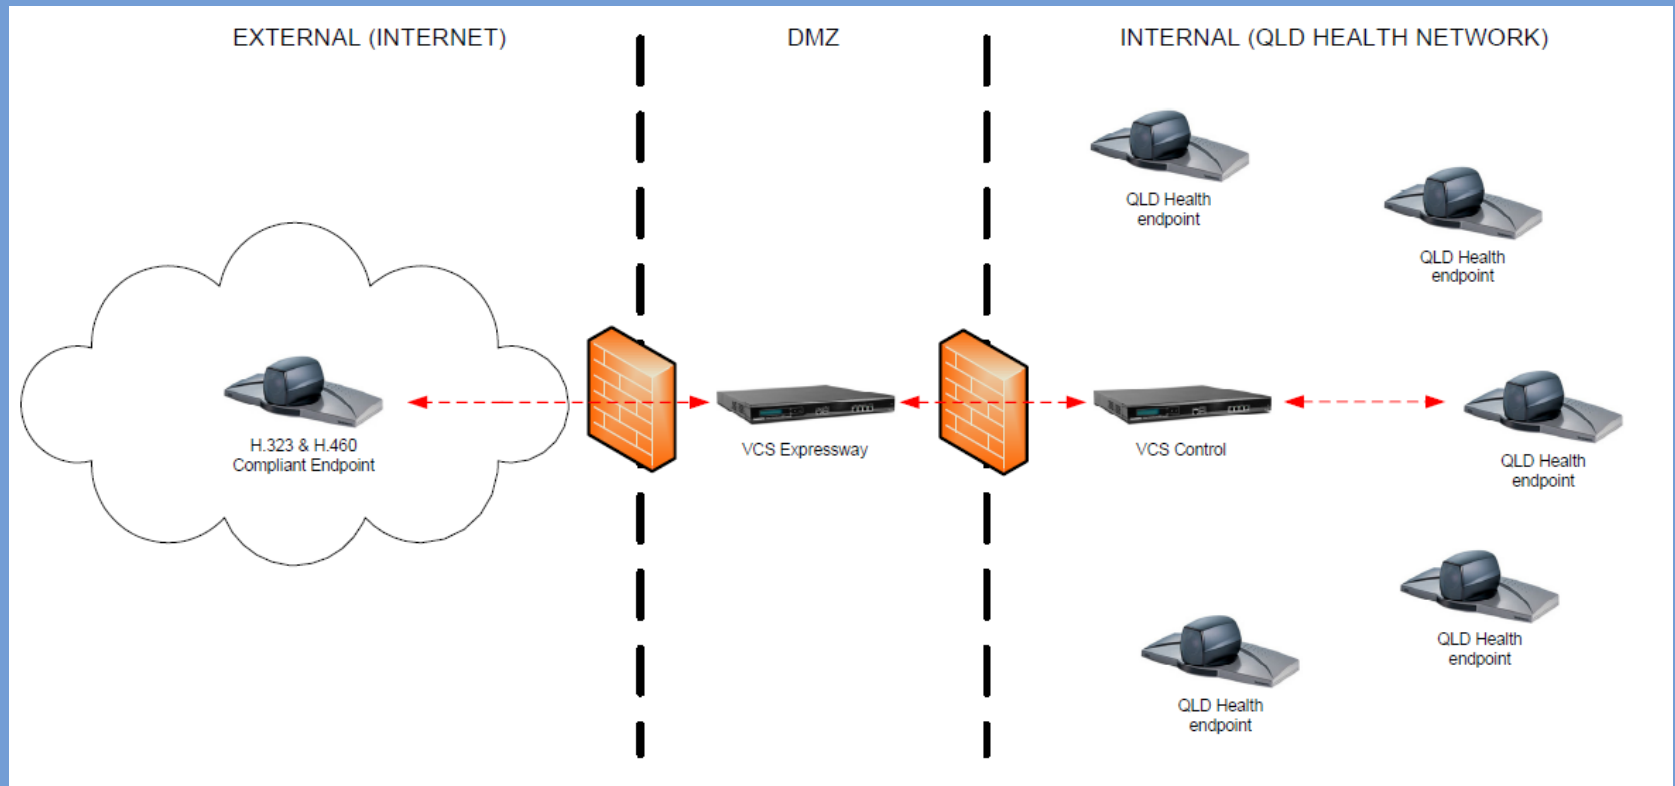 EXTERNAL (INTERNET)
DMZ
INTERNAL (QLD HEALTH NETWORK)
QLD Health
endpoint
QLD Health
endpoint
H.323 & H.460
Compliant Endpoint
VCS Expressway
VCS Control
QLD Health
endpoint
QLD Health
endpoint
QLD Health
endpoint